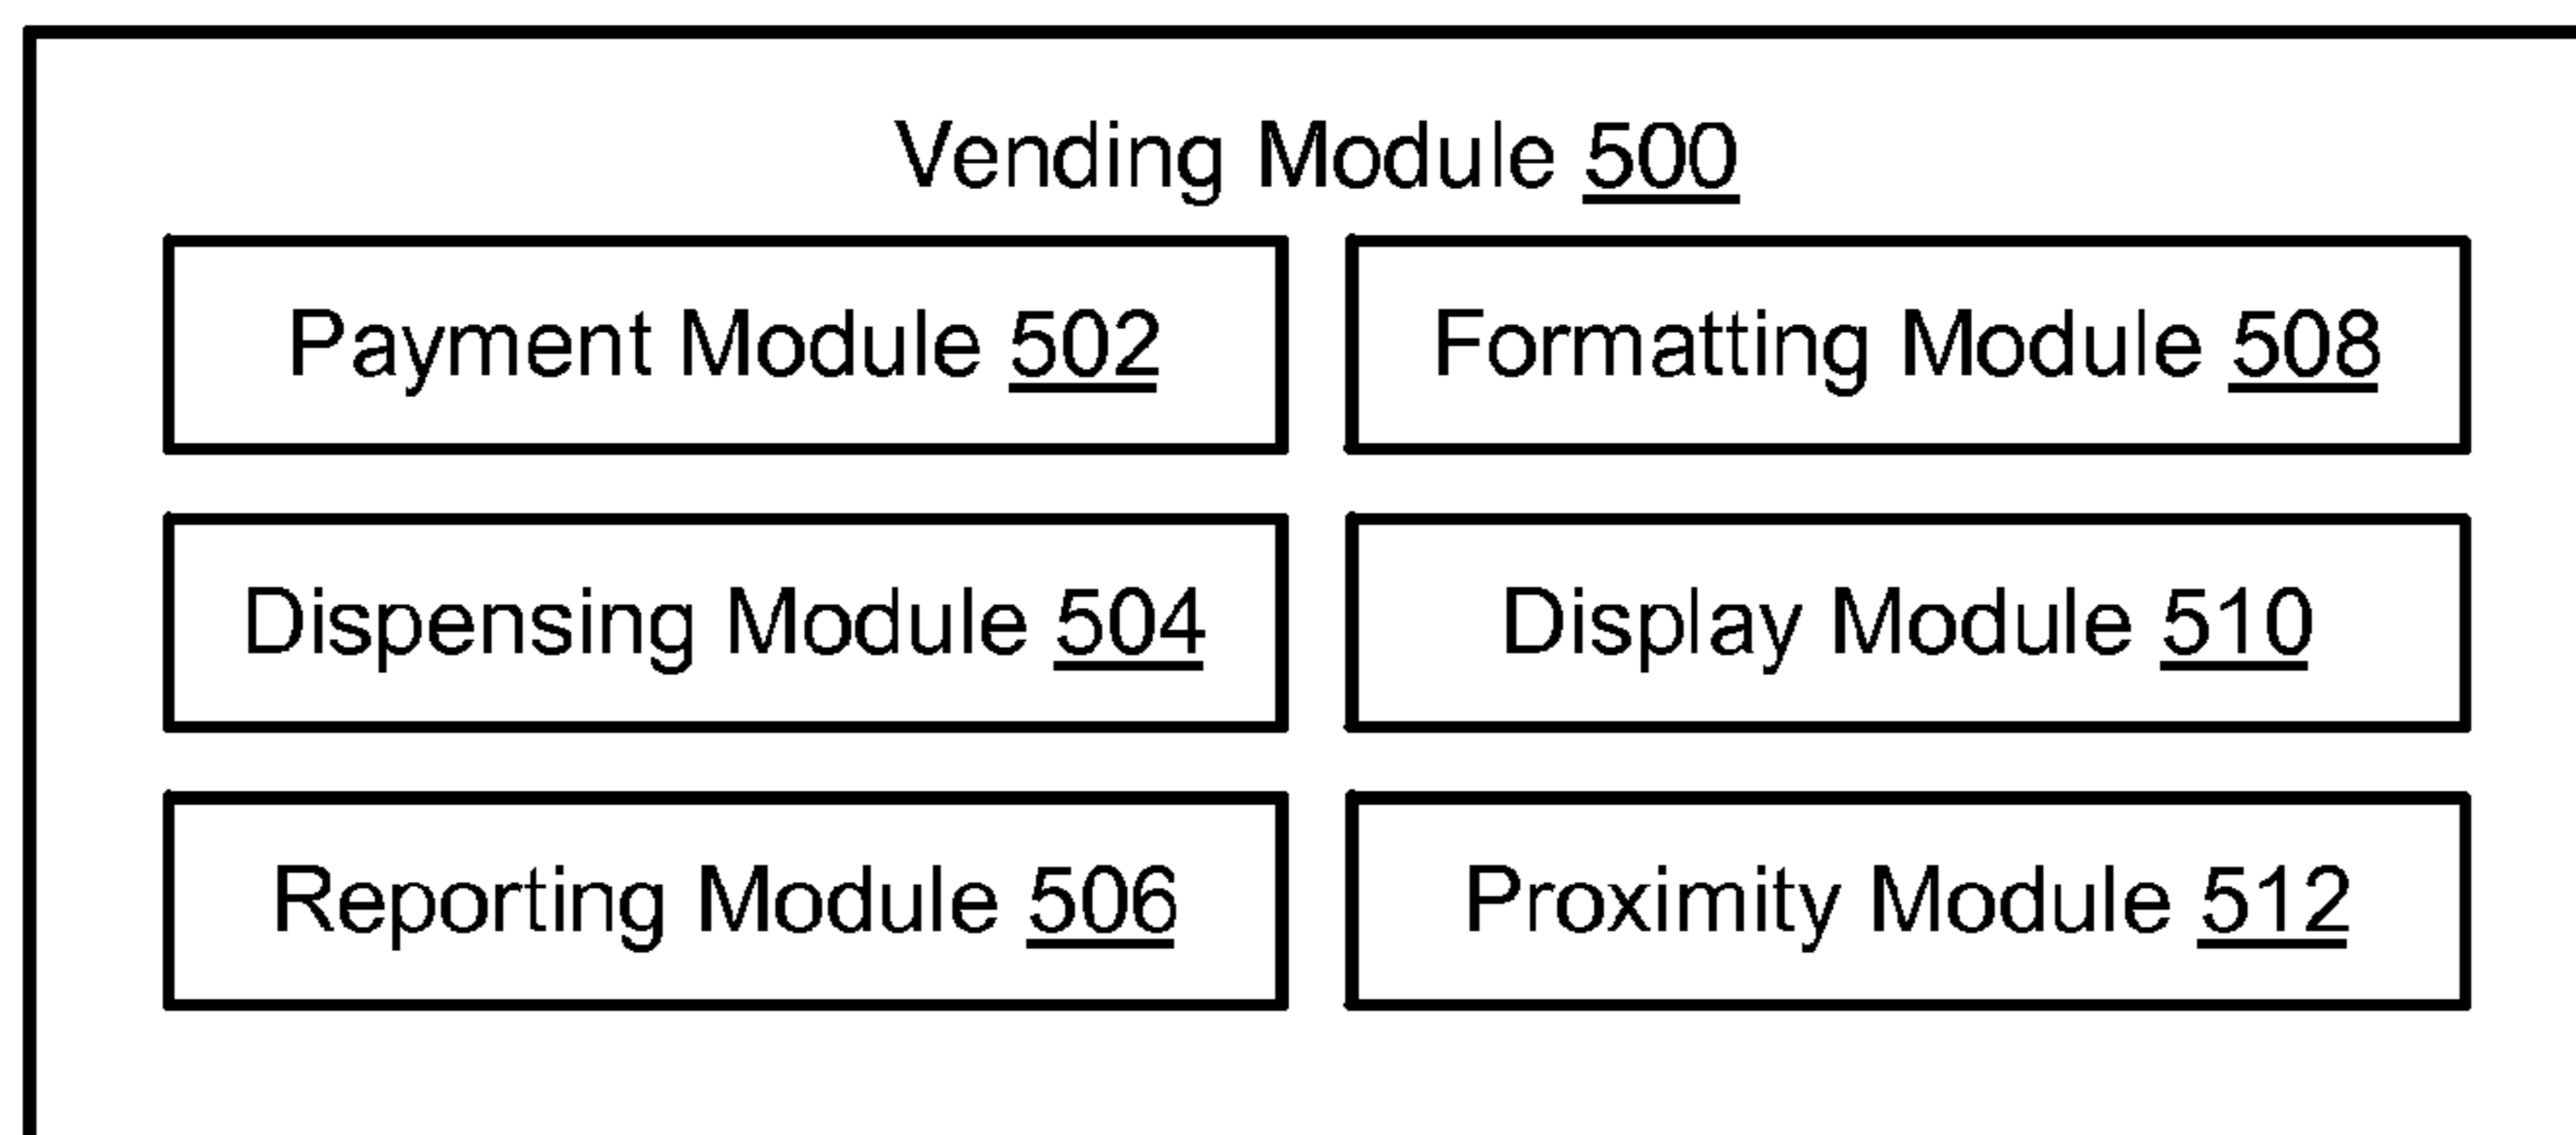 Vending Module 500
Payment Module 502
Formatting Module 508
Dispensing Module 504
Display Module 510
Reporting Module 506
Proximity Module 512